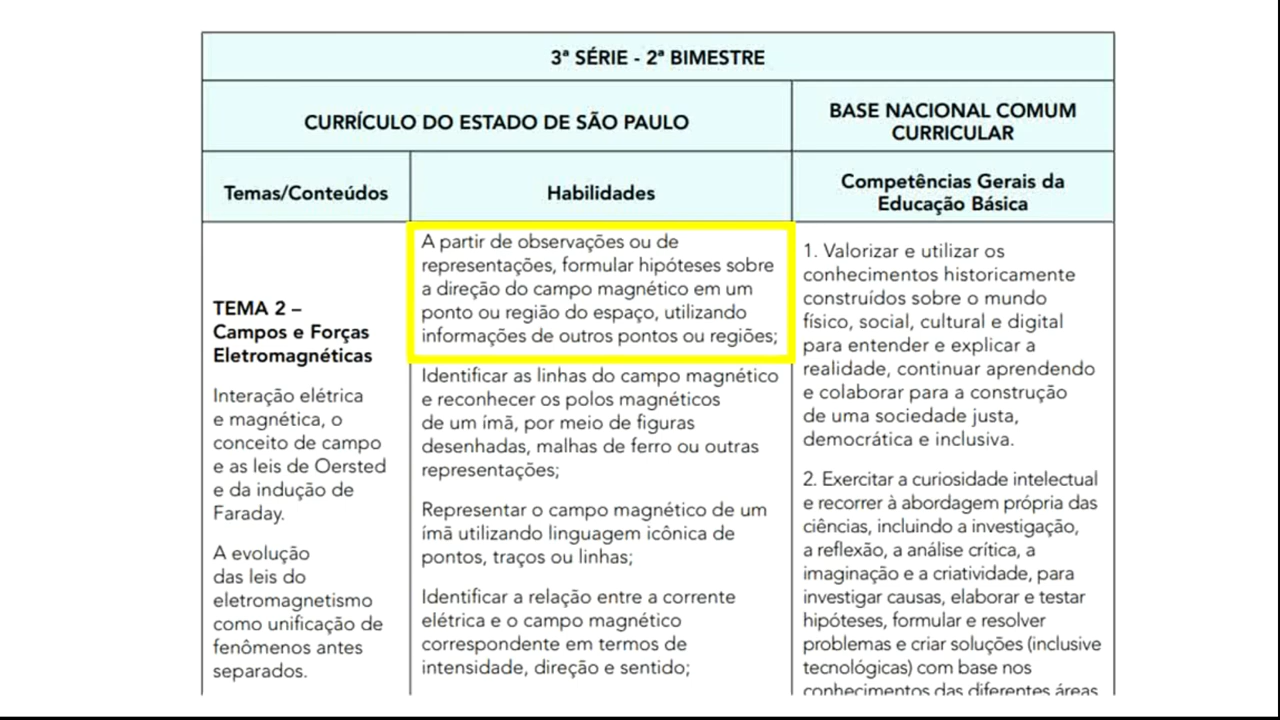 3ª SÉRIE - 2ª BIMESTRE
CURRÍCULO DO ESTADO DE SÃO PAULO
BASE NACIONAL COMUM
CURRICULAR
Temas/Conteúdos
Habilidades
Competências Gerais da
Educação Básica
TEMA 2 –
Campos e Forças
Eletromagnéticas
Interação elétrica
e magnética, o
conceito de campo
e as leis de Oersted
e da indução de
Faraday.
A evolução
das leis do
eletromagnetismo
como unificação de
fenômenos antes
separados.
A partir de observações ou de
representações, formular hipóteses sobre
a direção do campo magnético em um
ponto ou região do espaço, utilizando
informações de outros pontos ou regiões;
Identificar as linhas do campo magnético
e reconhecer os polos magnéticos
de um ímã, por meio de figuras
desenhadas, malhas de ferro ou outras
representações;
Representar o campo magnético de um
ímã utilizando linguagem icônica de
pontos, traços ou linhas;
Identificar a relação entre a corrente
elétrica e o campo magnético
correspondente em termos de
intensidade, direção e sentido;
1. Valorizar e utilizar os
conhecimentos historicamente
construídos sobre o mundo
físico, social, cultural e digital
para entender e explicar a
realidade, continuar aprendendo
e colaborar para a construção
de uma sociedade justa,
democrática e inclusiva.
2. Exercitar a curiosidade intelectual
e recorrer à abordagem própria das
ciências, incluindo a investigação,
a reflexão, a análise crítica, a
imaginação e a criatividade, para
investigar causas, elaborar e testar
hipóteses, formular e resolver
problemas e criar soluções (inclusive
tecnológicas) com base nos
conhecimentos das diferentes áreas